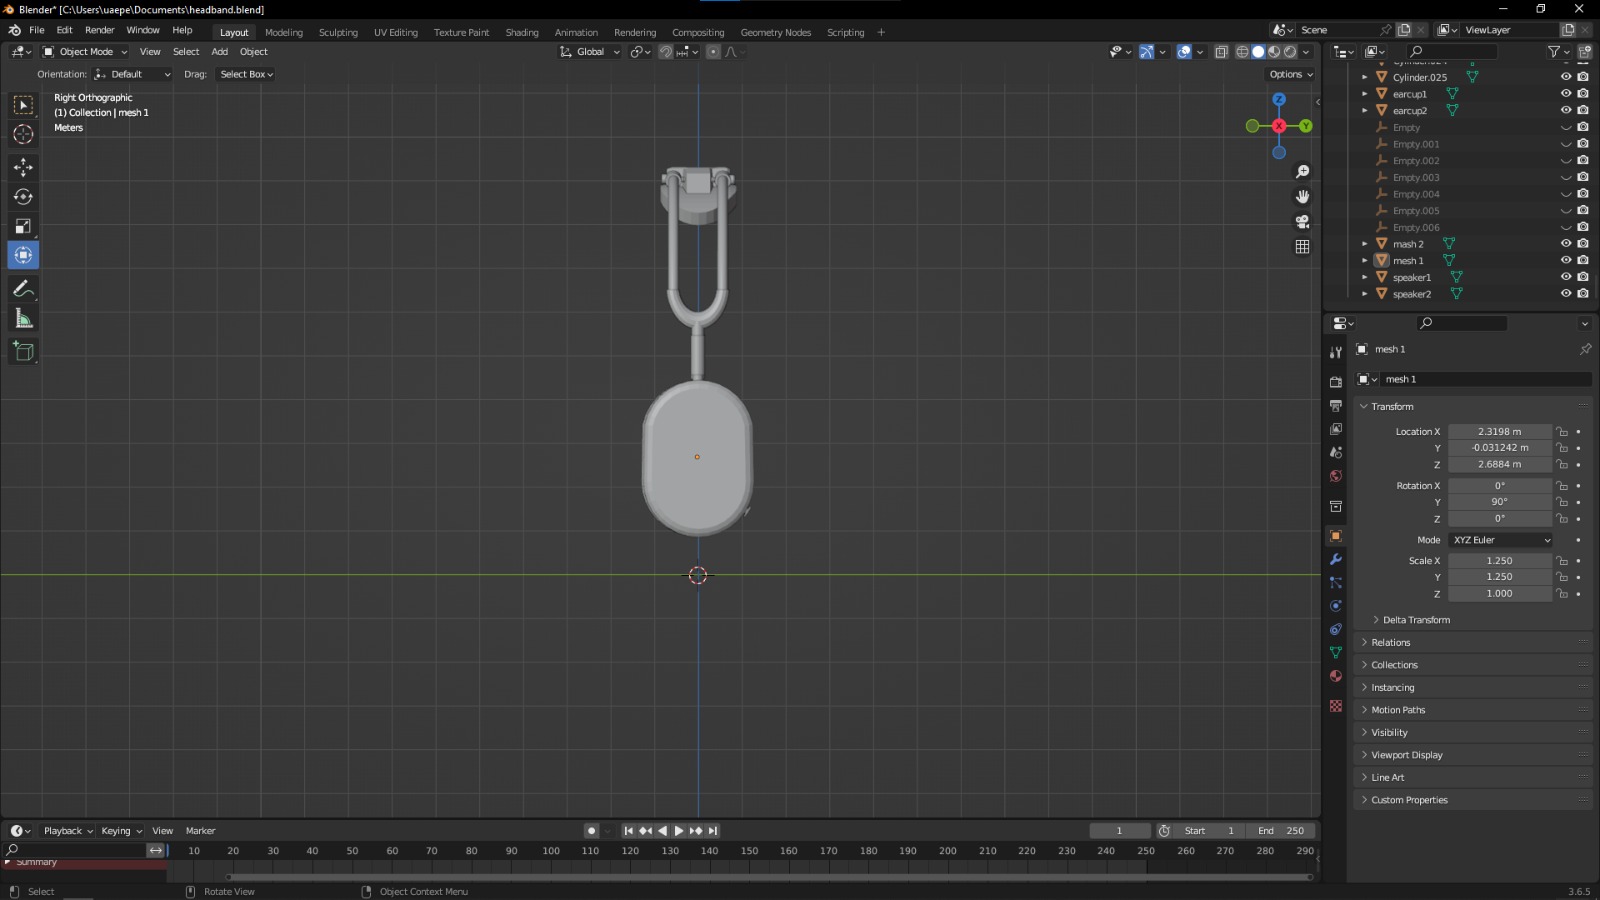 Blender* [C:\Users\uaepe\Documents\headband.blend]
File Edit Render Window Help Layout Modeling Sculpting UV Editing Texture Paint Shading Animation Rendering Compositing Geometry Nodes Scripting + Scene ViewLayer
Object Mode View Select Add Object Global
Orientation: Default Drag: Select Box Options
Right Orthographic
(1) Collection | mesh 1
Meters
Z
X
Y
Cylinder.025
earcup1
earcup2
Empty
Empty.001
Empty.002
Empty.003
Empty.004
Empty.005
Empty.006
mash 2
mesh 1
speaker1
speaker2
mesh 1
mesh 1
Transform
Location X 2.3198 m
Y -0.031242 m
Z 2.6884 m
Rotation X 0°
Y 90°
Z 0°
Mode XYZ Euler
Scale X 1.250
Y 1.250
Z 1.000
Delta Transform
Relations
Collections
Instancing
Motion Paths
Visibility
Viewport Display
Line Art
Custom Properties
Playback Keying View Marker 1 Start 1 End 250
10 20 30 40 50 60 70 80 90 100 110 120 130 140 150 160 170 180 190 200 210 220 230 240 250 260 270 280 290
Summary
Select Rotate View Object Context Menu 3.6.5